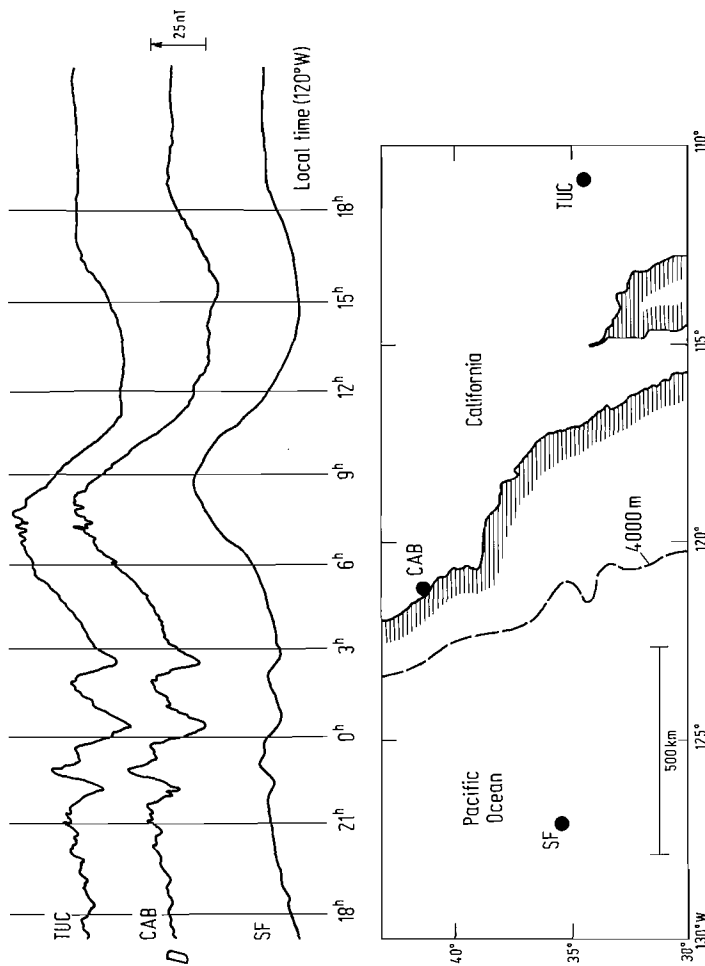 TUC
CAB
D
SF
25 nT
Local time (120°W)
18ʰ
21ʰ
0ʰ
3ʰ
6ʰ
9ʰ
12ʰ
15ʰ
18ʰ
40°
35°
30°
130°W
125°
120°
115°
110°
CAB
California
TUC
4000 m
Pacific
Ocean
SF
500 km